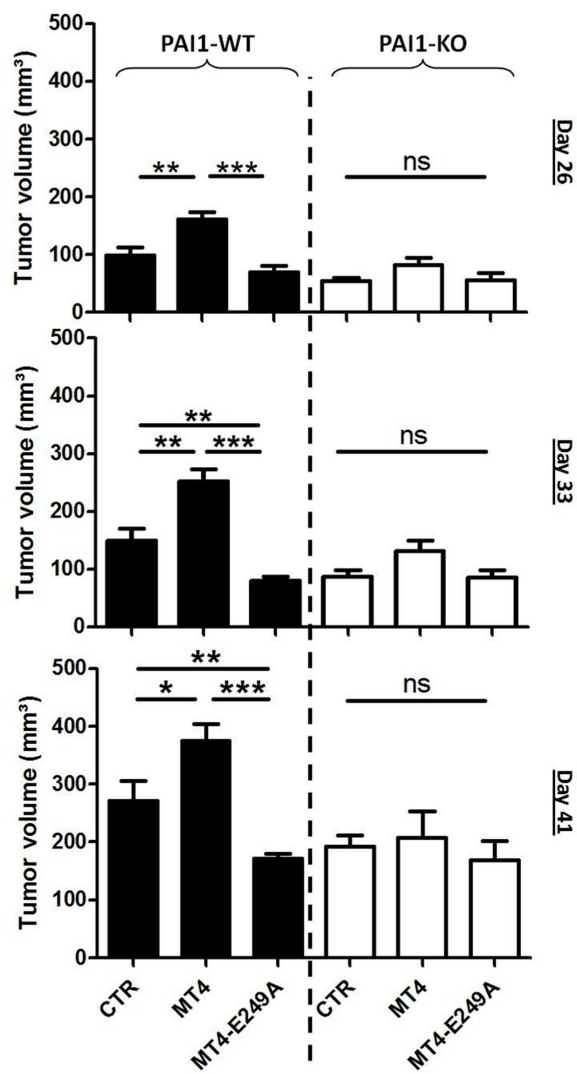 PAI1-WT PAI1-KO
Tumor volume (mm³)
500
400
300
200
100
0
** ***
ns
Day 26
Tumor volume (mm³)
500
400
300
200
100
0
**
** ***
ns
Day 33
Tumor volume (mm³)
500
400
300
200
100
0
**
* ***
ns
Day 41
CTR
MT4
MT4-E249A
CTR
MT4
MT4-E249A